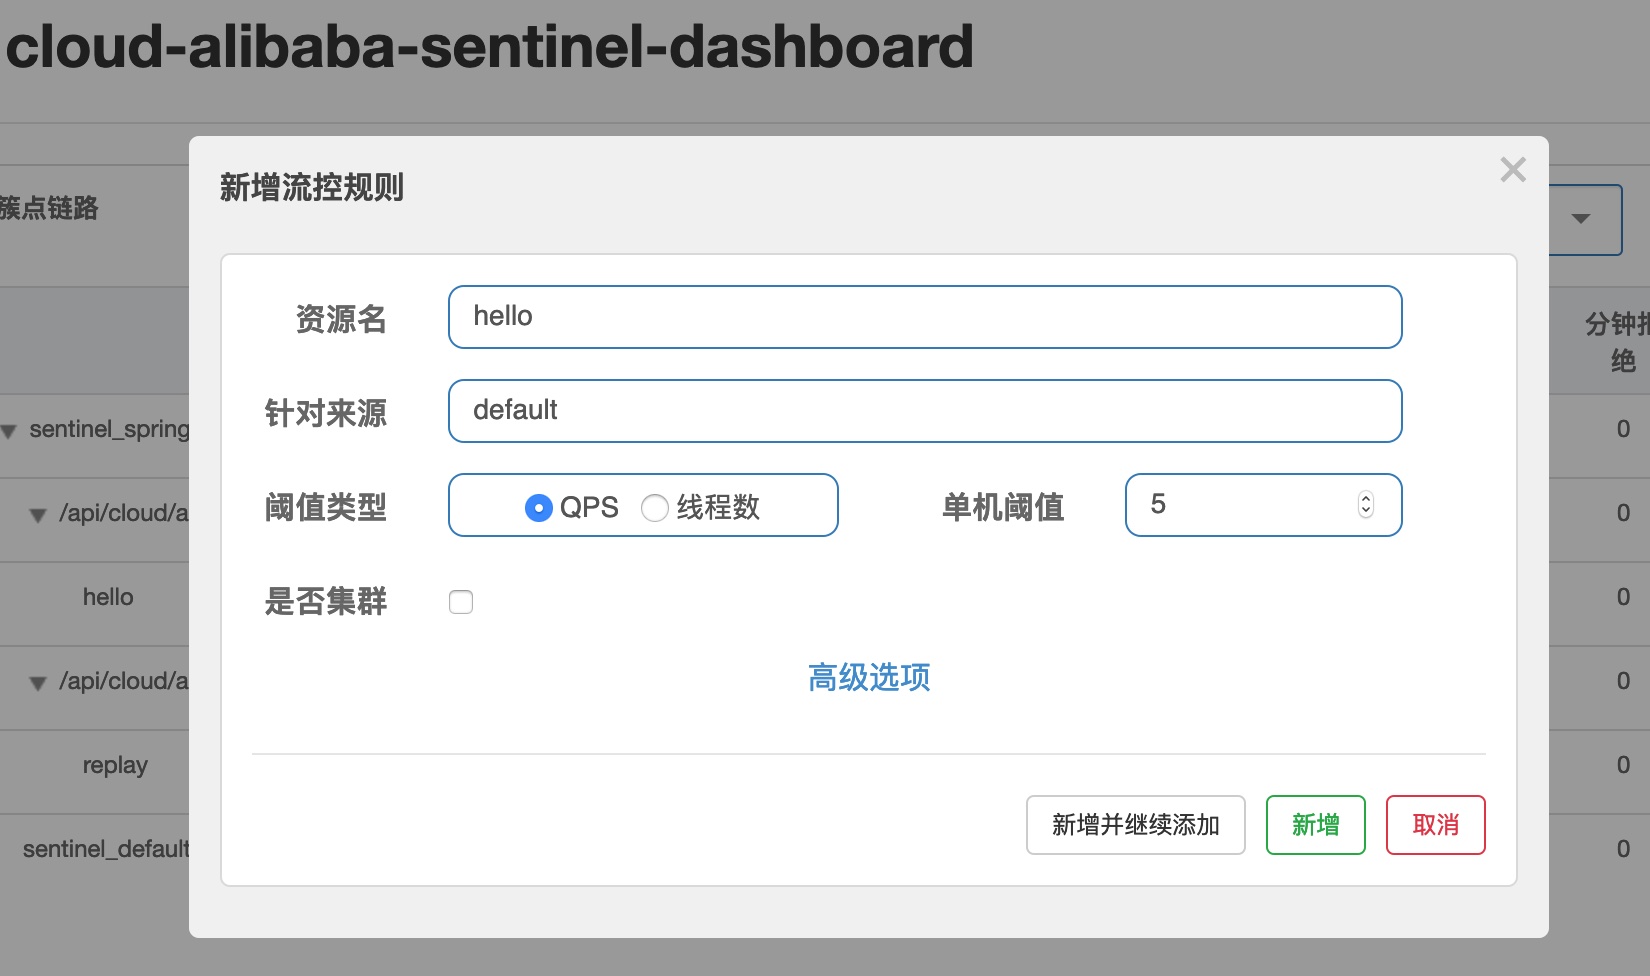 cloud-alibaba-sentinel-dashboard
新增流控规则
簇点链路
资源名 hello
针对来源 default
阈值类型 QPS 线程数 单机阈值 5
是否集群
高级选项
新增并继续添加 新增 取消
分钟拒
绝
sentinel_spring 0
/api/cloud/a 0
hello 0
/api/cloud/a 0
replay 0
sentinel_default 0